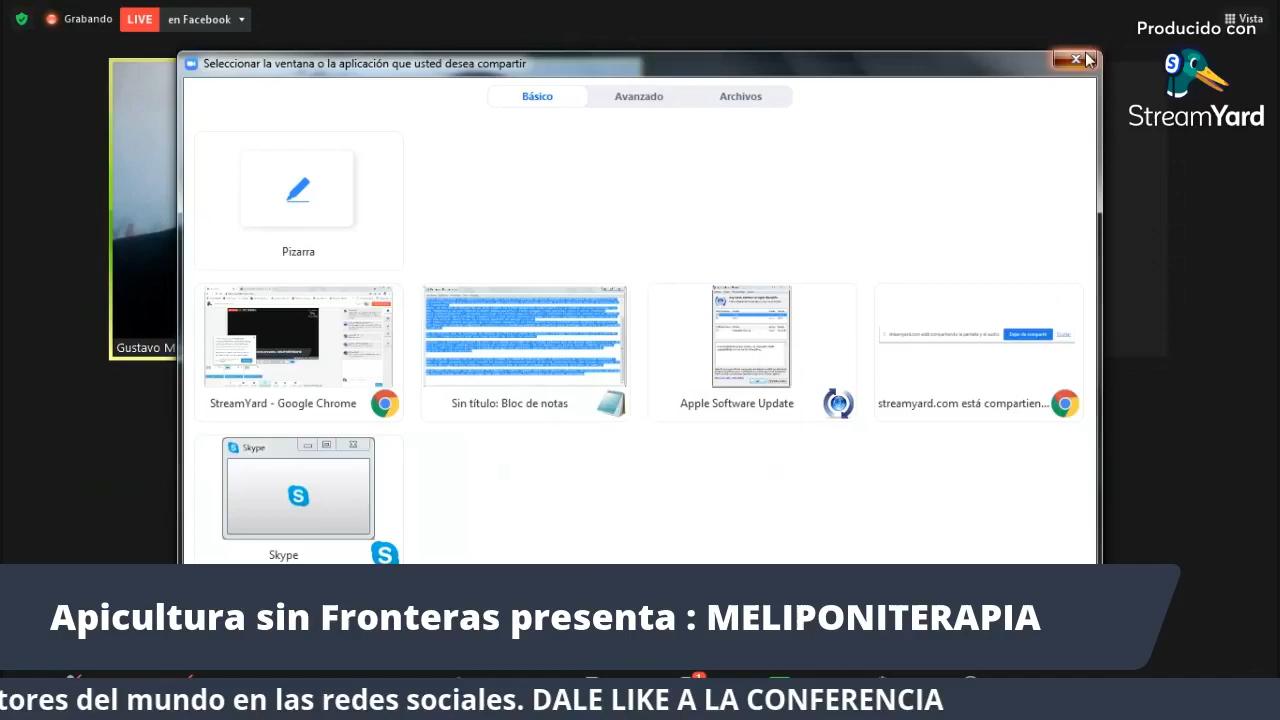 Grabando
LIVE en Facebook
Vista
Producido con
StreamYard
Seleccionar la ventana o la aplicación que usted desea compartir
Básico
Avanzado
Archivos
Pizarra
Gustavo M
StreamYard - Google Chrome
Sin título: Bloc de notas
Apple Software Update
streamyard.com está compartien...
Skype
Skype
Apicultura sin Fronteras presenta : MELIPONITERAPIA
tores del mundo en las redes sociales. DALE LIKE A LA CONFERENCIA